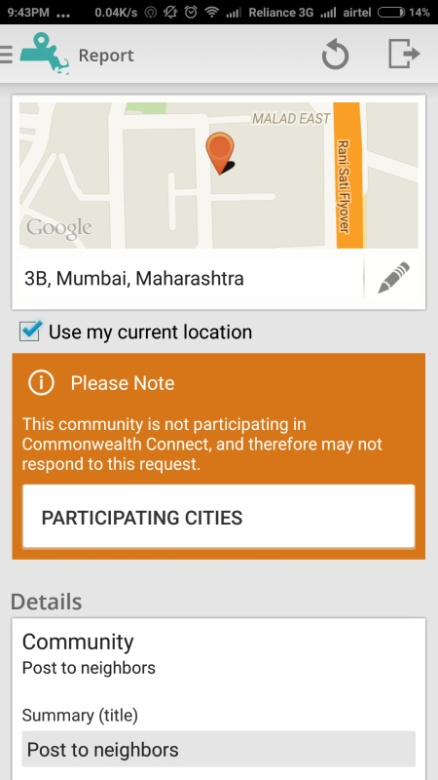 9:43PM ... 0.04K/s Reliance 3G airtel 14%
Report
MALAD EAST
Rani Sati Flyover
Google
3B, Mumbai, Maharashtra
Use my current location
Please Note
This community is not participating in
Commonwealth Connect, and therefore may not
respond to this request.
PARTICIPATING CITIES
Details
Community
Post to neighbors
Summary (title)
Post to neighbors